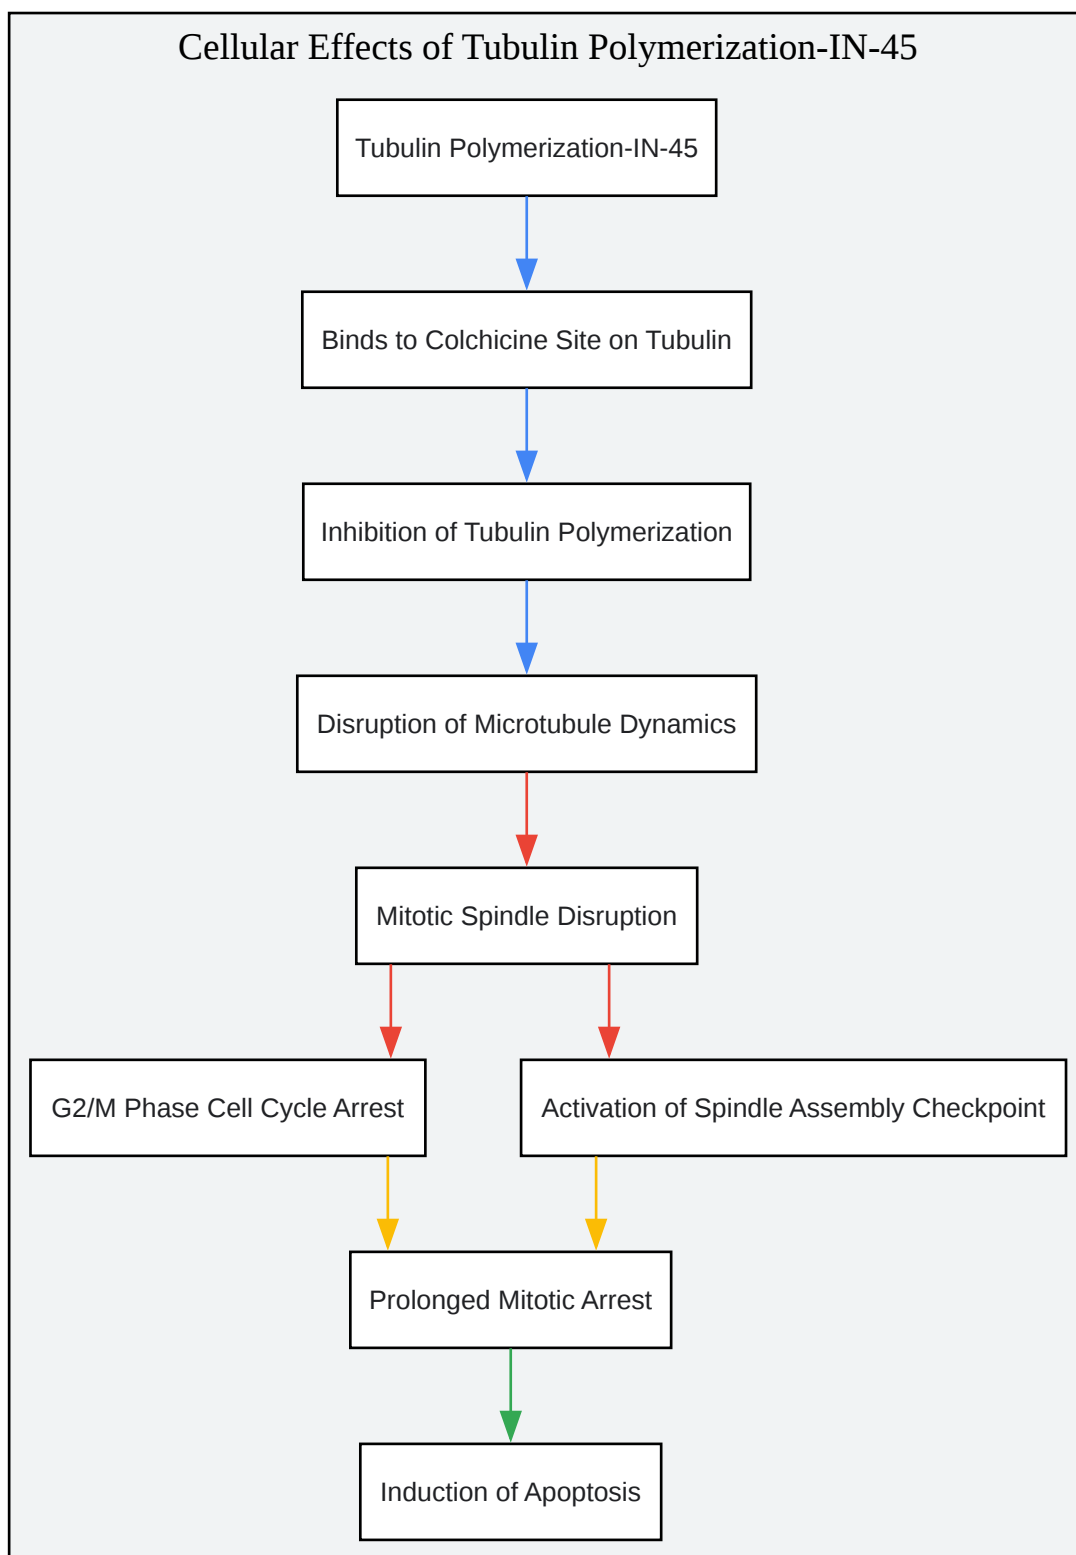 Cellular Effects of Tubulin Polymerization-IN-45
Tubulin Polymerization-IN-45
Binds to Colchicine Site on Tubulin
Inhibition of Tubulin Polymerization
Disruption of Microtubule Dynamics
Mitotic Spindle Disruption
G2/M Phase Cell Cycle Arrest
Activation of Spindle Assembly Checkpoint
Prolonged Mitotic Arrest
Induction of Apoptosis